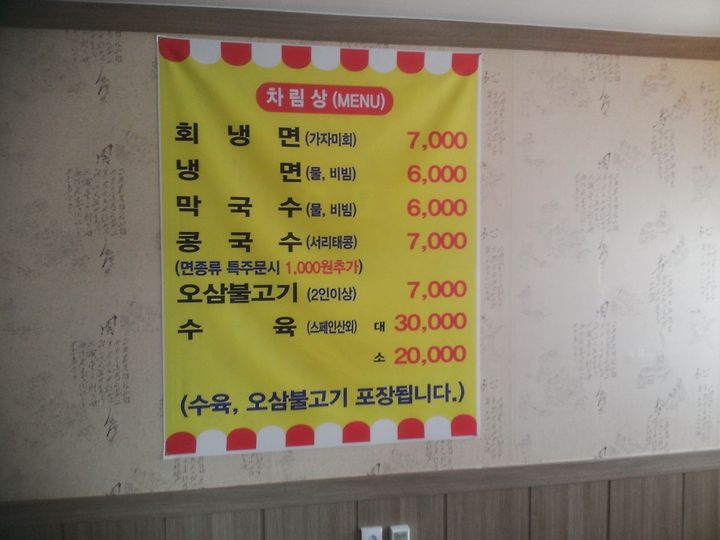 차림상(MENU)
회냉면(가자미회) 7,000
냉면(물, 비빔) 6,000
막국수(물, 비빔) 6,000
콩국수(서리태콩) 7,000
(면종류 특주문시 1,000원추가)
오삼불고기 (2인이상) 7,000
수육(스페인산외) 대 30,000
소 20,000
(수육, 오삼불고기 포장됩니다.)